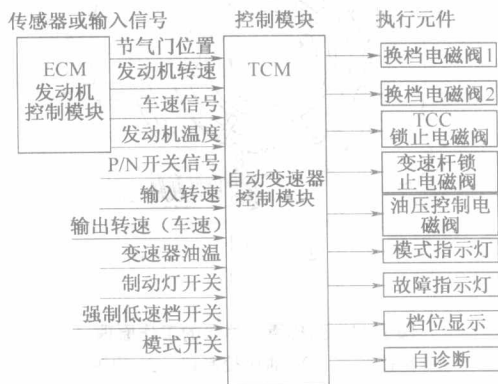 传感器或输入信号
控制模块
执行元件
ECM
发动机
控制模块
节气门位置
发动机转速
车速信号
发动机温度
P/N开关信号
输入转速
输出转速（车速）
变速器油温
制动灯开关
强制低速档开关
模式开关
TCM
自动变速器
控制模块
换档电磁阀1
换档电磁阀2
TCC
锁止电磁阀
变速杆锁
止电磁阀
油压控制电
磁阀
模式指示灯
故障指示灯
档位显示
自诊断